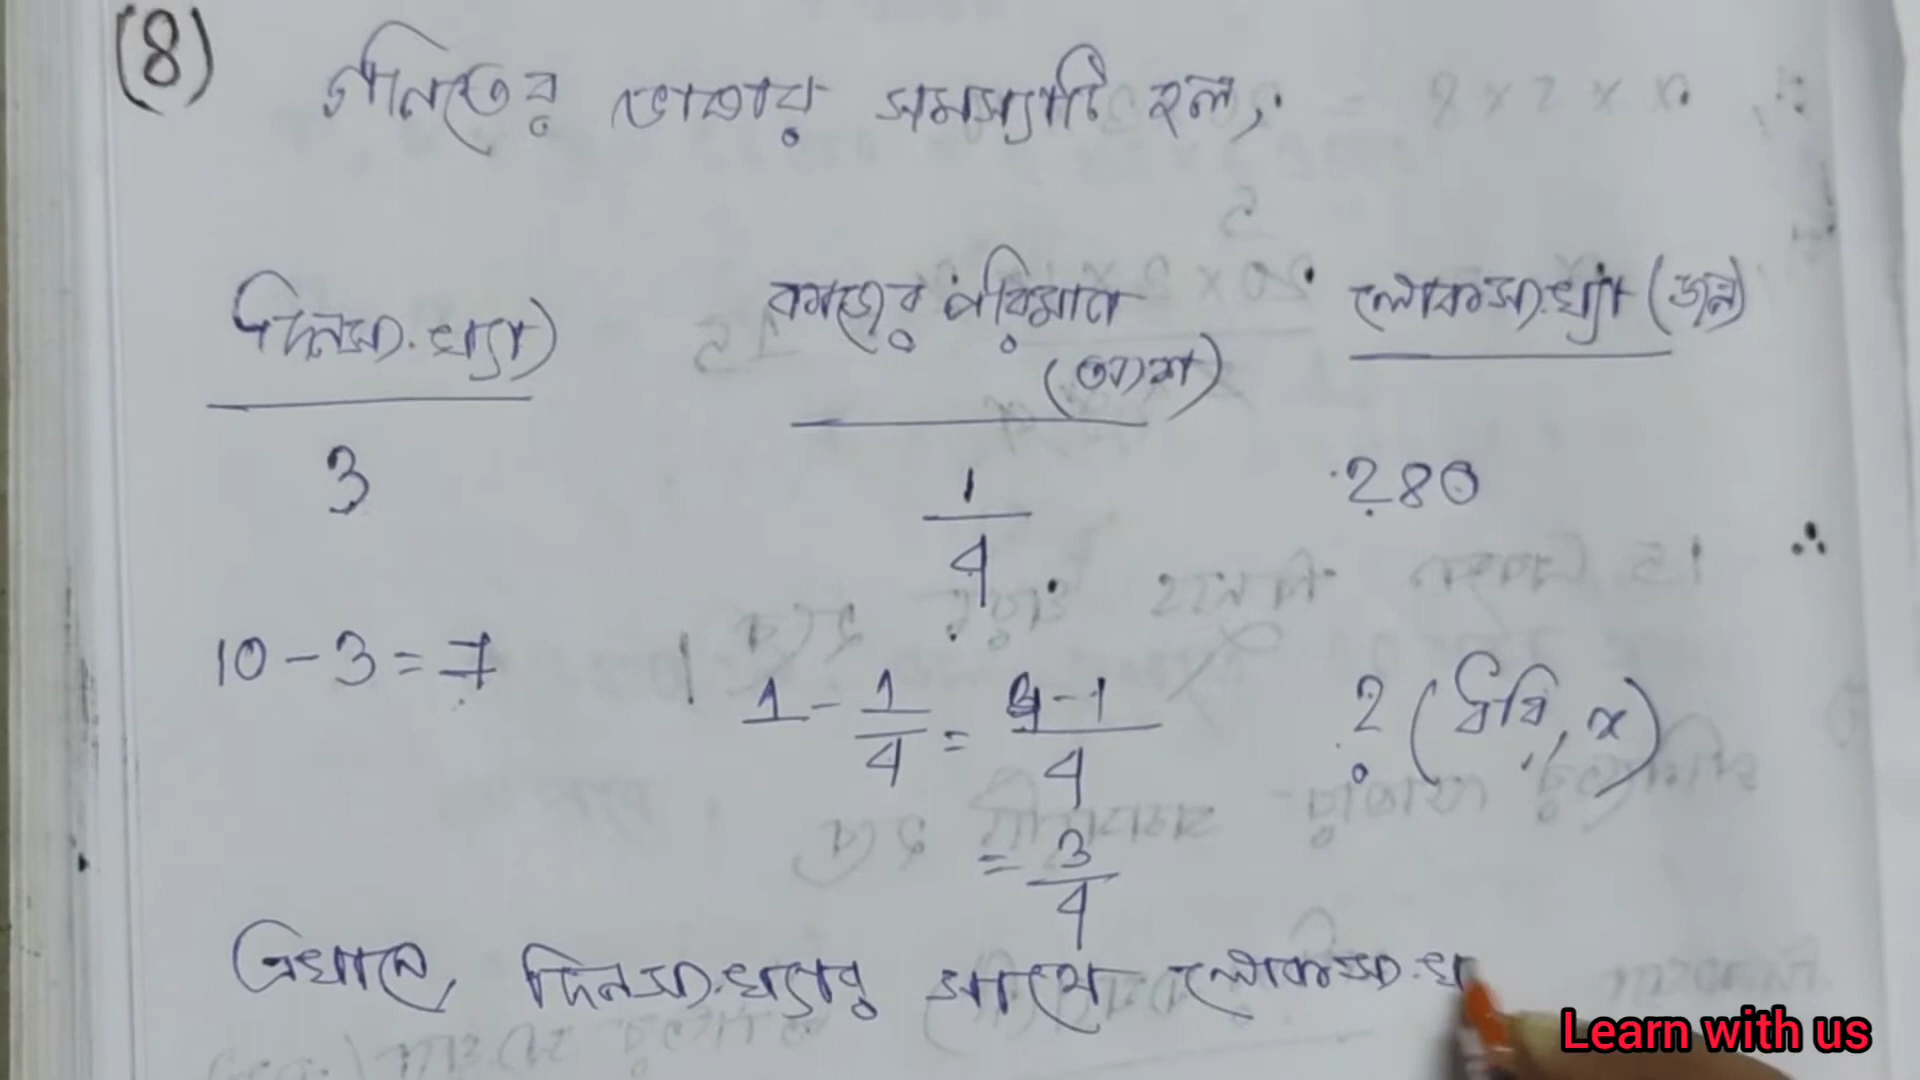 (8)
গনিতের ভাষায় সমস্যাটি হল,
দিনসংখ্যা কাজের পরিমাণ লোকসংখ্যা (জন)
(অংশ)
3 1/4 280
10 - 3 = 7 1 - 1/4 = 4-1/4 ? (ধরি, x)
= 3/4
এখানে, দিনসংখ্যার সাথে লোকসংখ
Learn with us